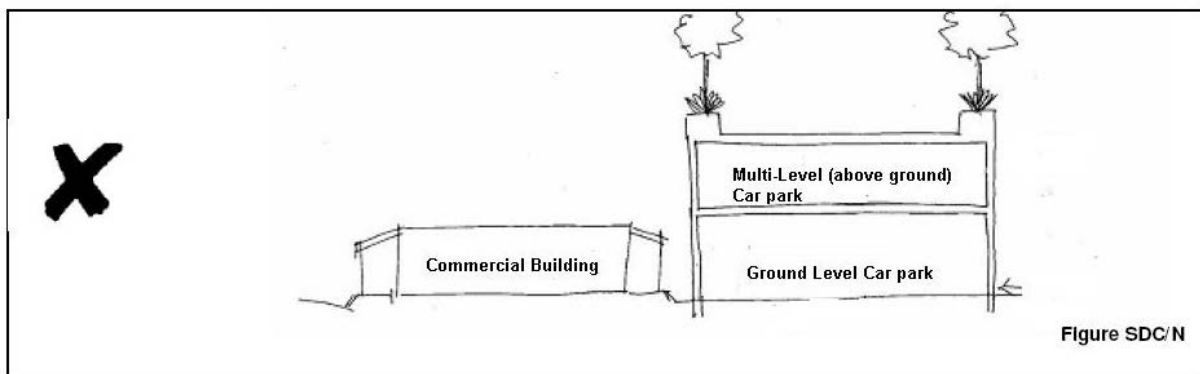 Multi-Level (above ground)
Car park
Commercial Building
Ground Level Car park
Figure SDC/N